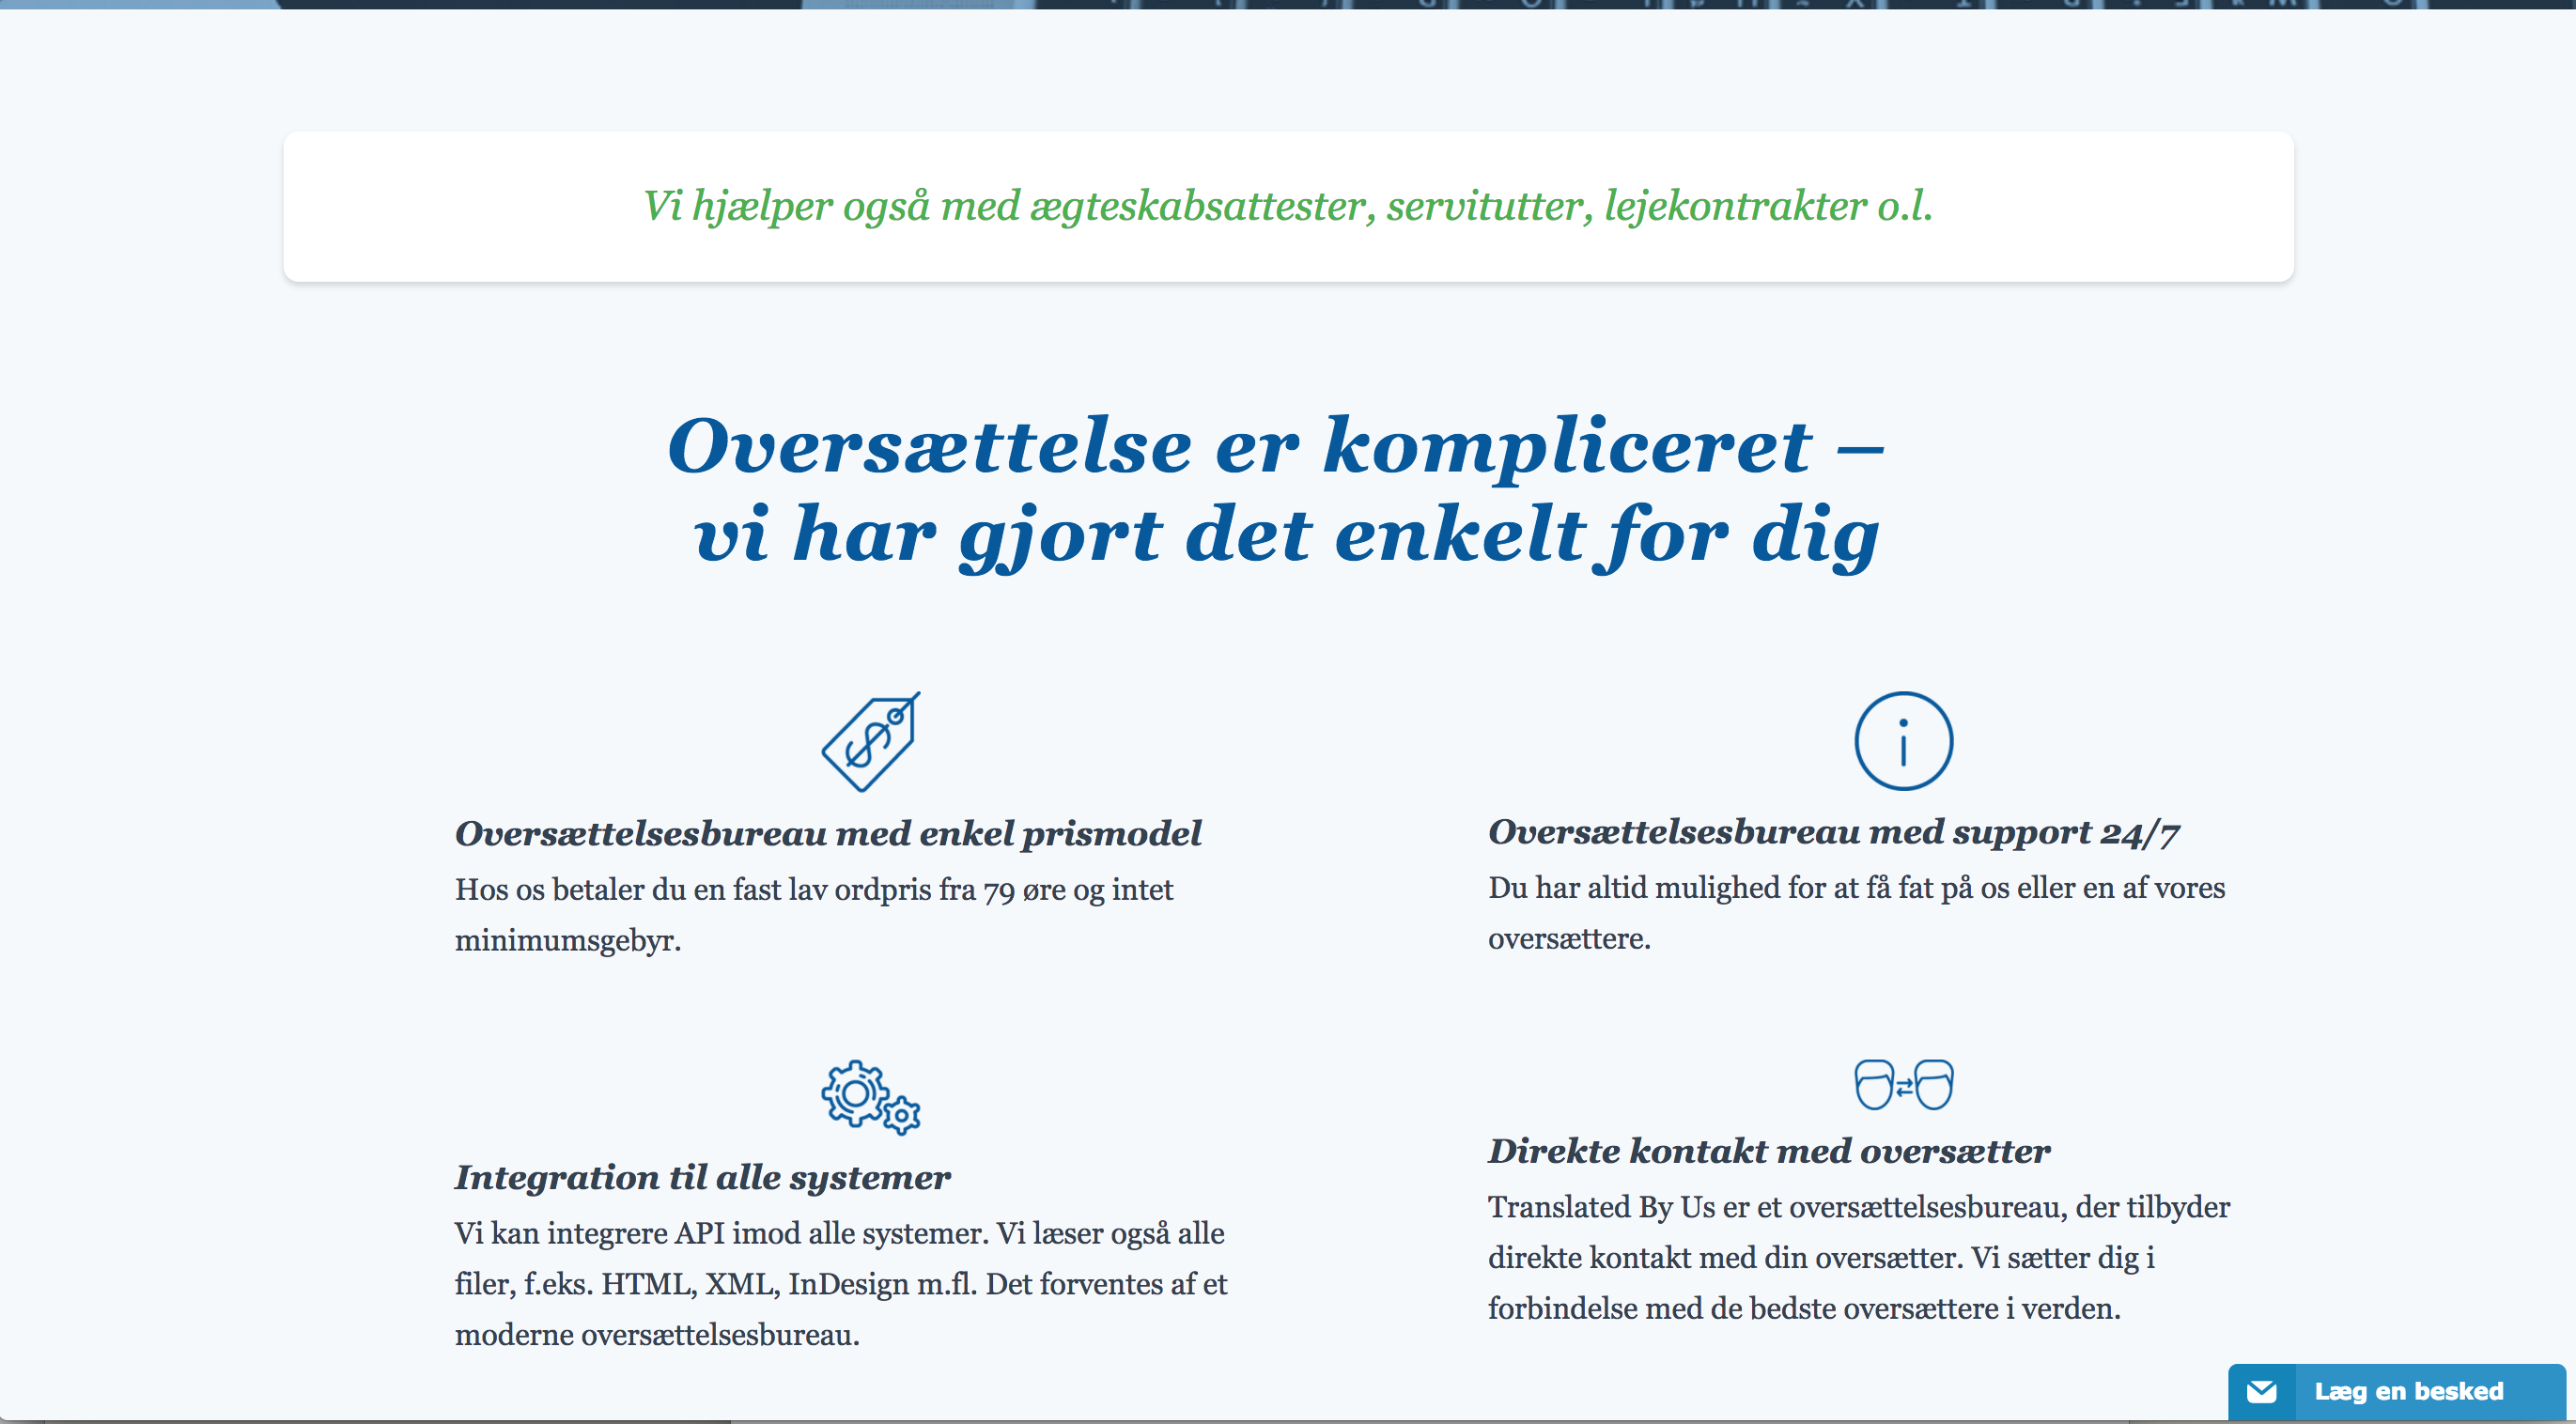 Vi hjælper også med ægteskabsattester, servitutter, lejekontrakter o.l.
Oversættelse er kompliceret –
vi har gjort det enkelt for dig
Oversættelsesbureau med enkel prismodel
Hos os betaler du en fast lav ordpris fra 79 øre og intet
minimumsgebyr.
Oversættelsesbureau med support 24/7
Du har altid mulighed for at få fat på os eller en af vores
oversættere.
Integration til alle systemer
Vi kan integrere API imod alle systemer. Vi læser også alle
filer, f.eks. HTML, XML, InDesign m.fl. Det forventes af et
moderne oversættelsesbureau.
Direkte kontakt med oversætter
Translated By Us er et oversættelsesbureau, der tilbyder
direkte kontakt med din oversætter. Vi sætter dig i
forbindelse med de bedste oversættere i verden.
Læg en besked